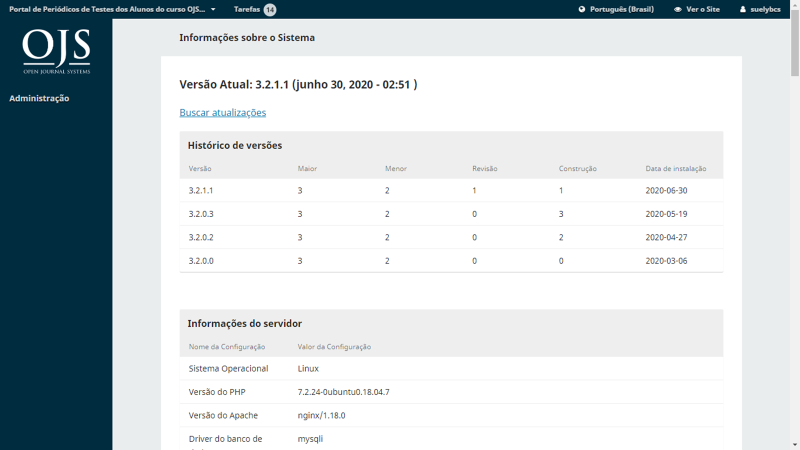 Portal de Periódicos de Testes dos Alunos do curso OJS... Tarefas 14 Português (Brasil) Ver o Site suelybcs
OJS
OPEN JOURNAL SYSTEMS
Administração
Informações sobre o Sistema
Versão Atual: 3.2.1.1 (junho 30, 2020 - 02:51 )
Buscar atualizações
Histórico de versões
Versão Maior Menor Revisão Construção Data de instalação
3.2.1.1 3 2 1 1 2020-06-30
3.2.0.3 3 2 0 3 2020-05-19
3.2.0.2 3 2 0 2 2020-04-27
3.2.0.0 3 2 0 0 2020-03-06
Informações do servidor
Nome da Configuração Valor da Configuração
Sistema Operacional Linux
Versão do PHP 7.2.24-0ubuntu0.18.04.7
Versão do Apache nginx/1.18.0
Driver do banco de mysqli